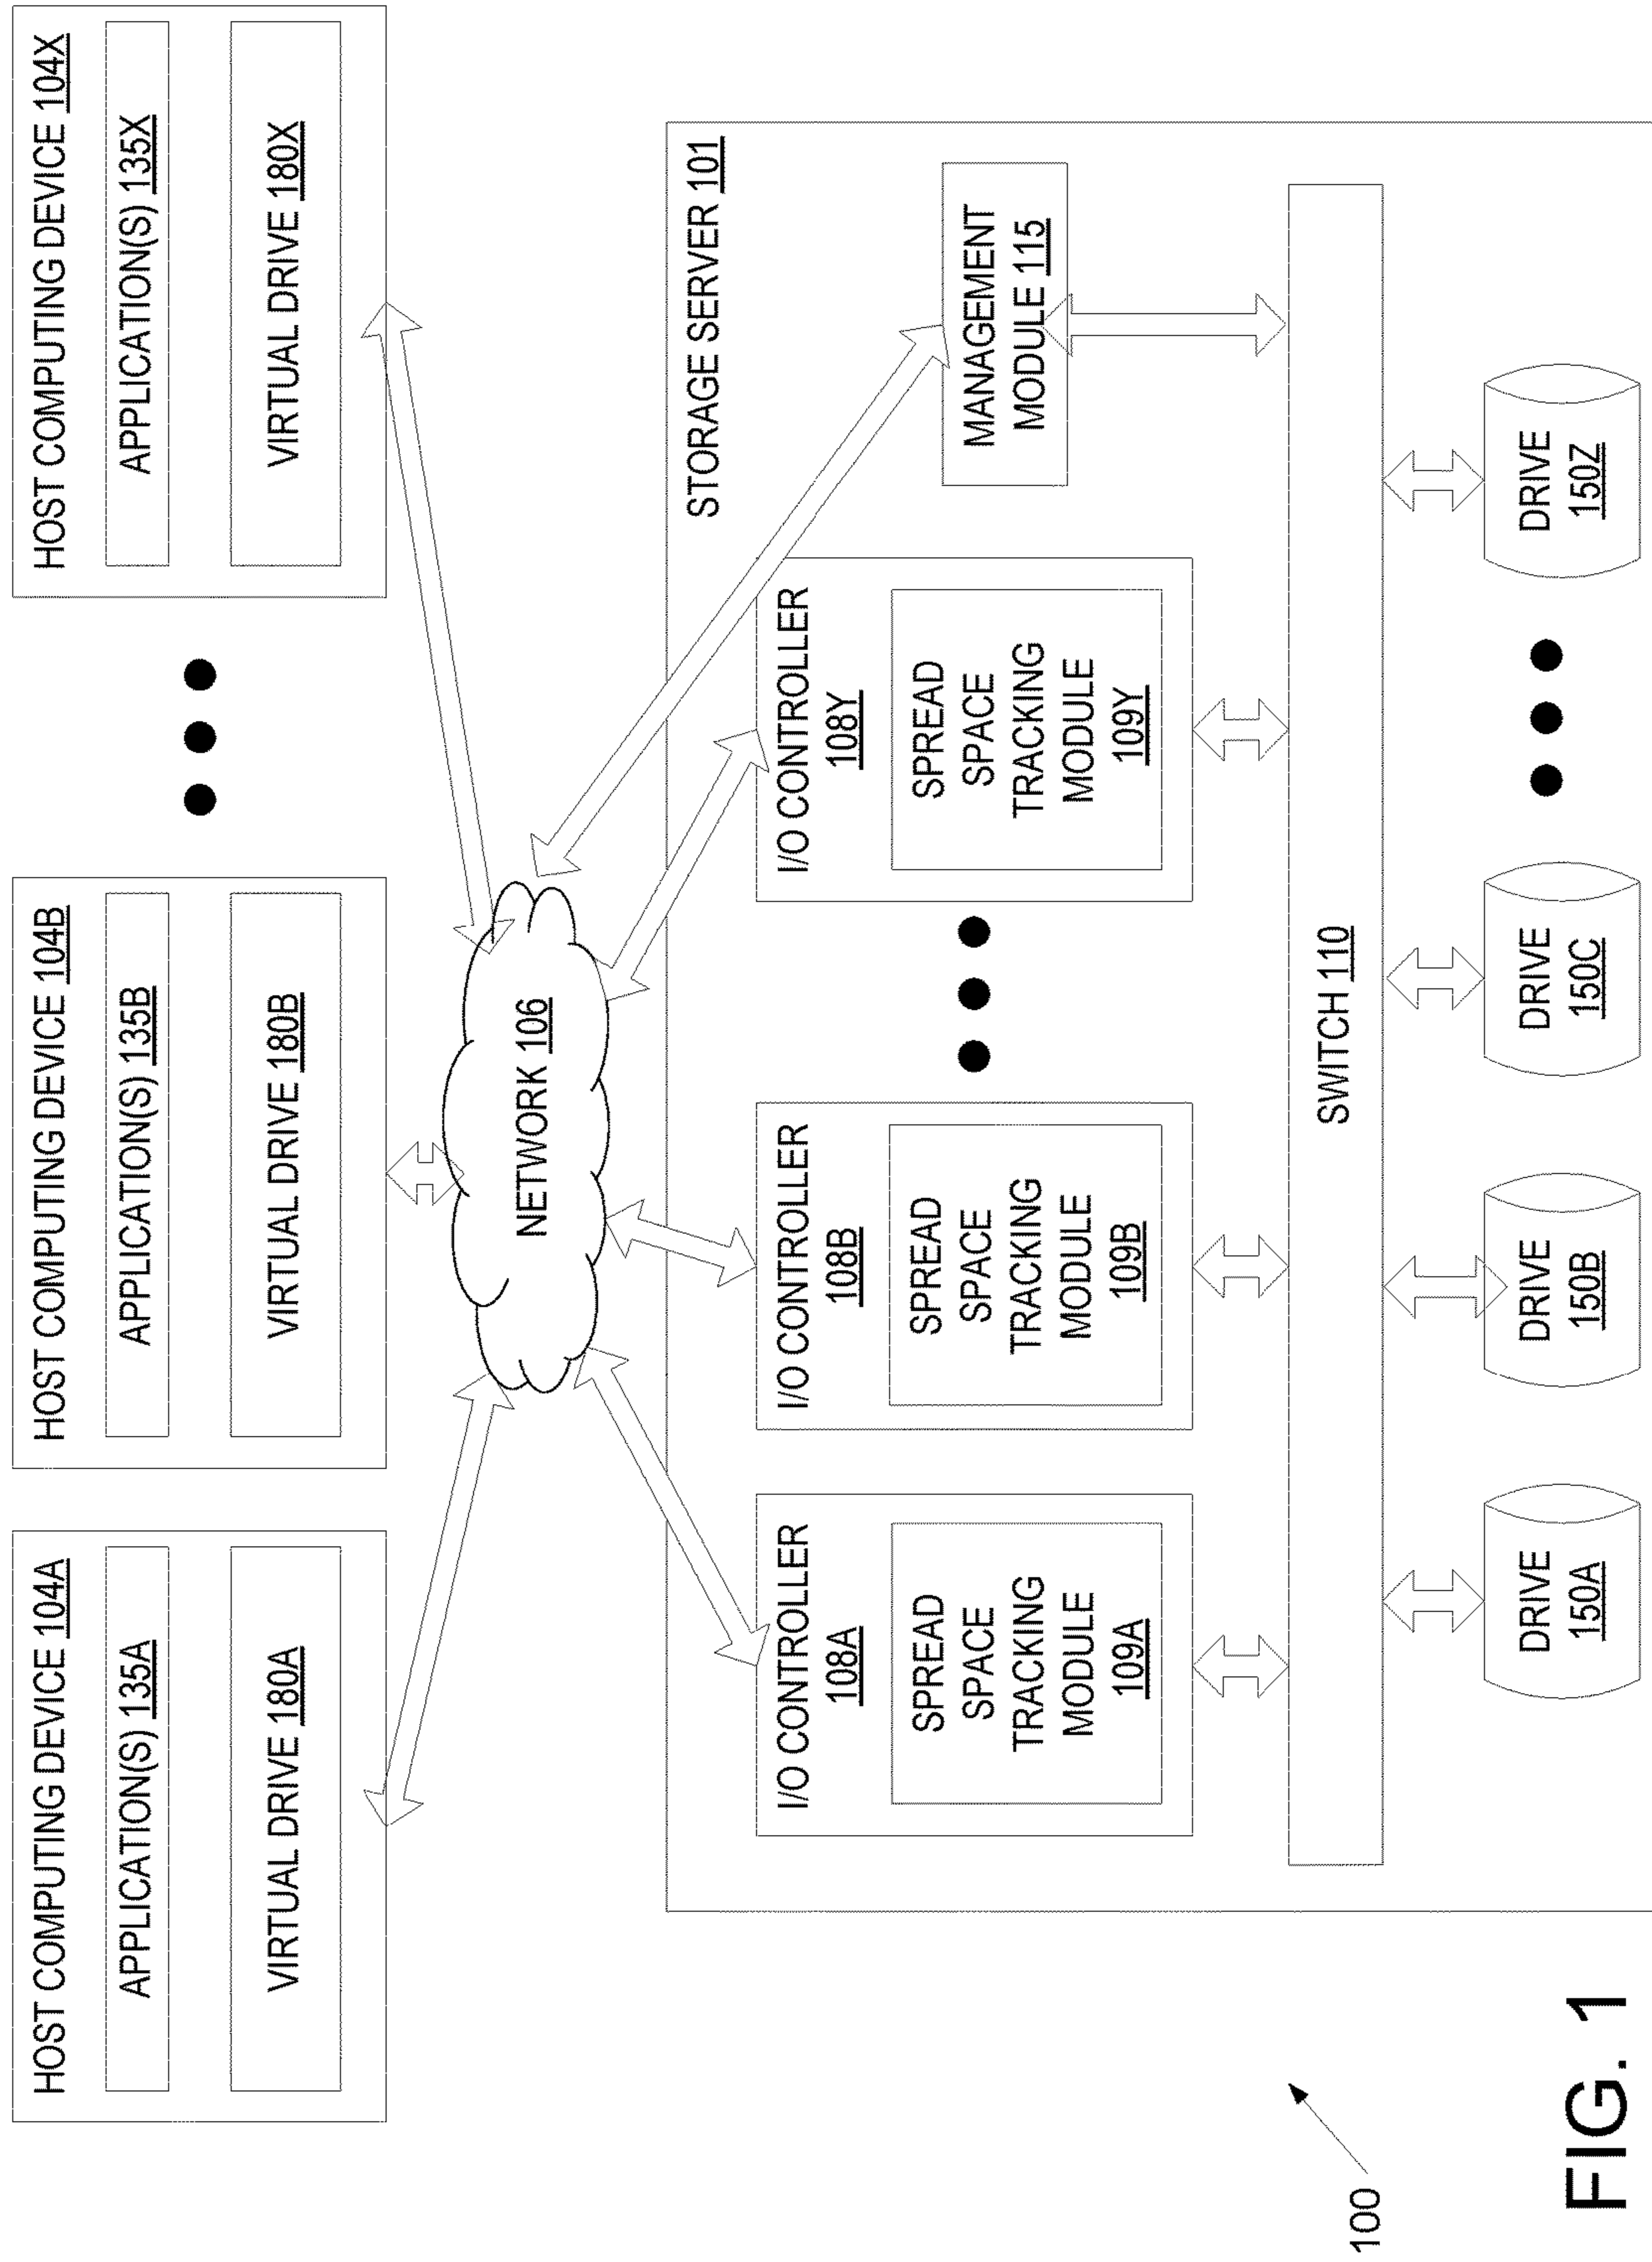 HOST COMPUTING DEVICE 104A
APPLICATION(S) 135A
VIRTUAL DRIVE 180A
HOST COMPUTING DEVICE 104B
APPLICATION(S) 135B
VIRTUAL DRIVE 180B
HOST COMPUTING DEVICE 104X
APPLICATION(S) 135X
VIRTUAL DRIVE 180X
NETWORK 106
STORAGE SERVER 101
I/O CONTROLLER
108A
SPREAD
SPACE
TRACKING
MODULE
109A
I/O CONTROLLER
108B
SPREAD
SPACE
TRACKING
MODULE
109B
I/O CONTROLLER
108Y
SPREAD
SPACE
TRACKING
MODULE
109Y
MANAGEMENT
MODULE 115
SWITCH 110
DRIVE
150A
DRIVE
150B
DRIVE
150C
DRIVE
150Z
100
FIG. 1